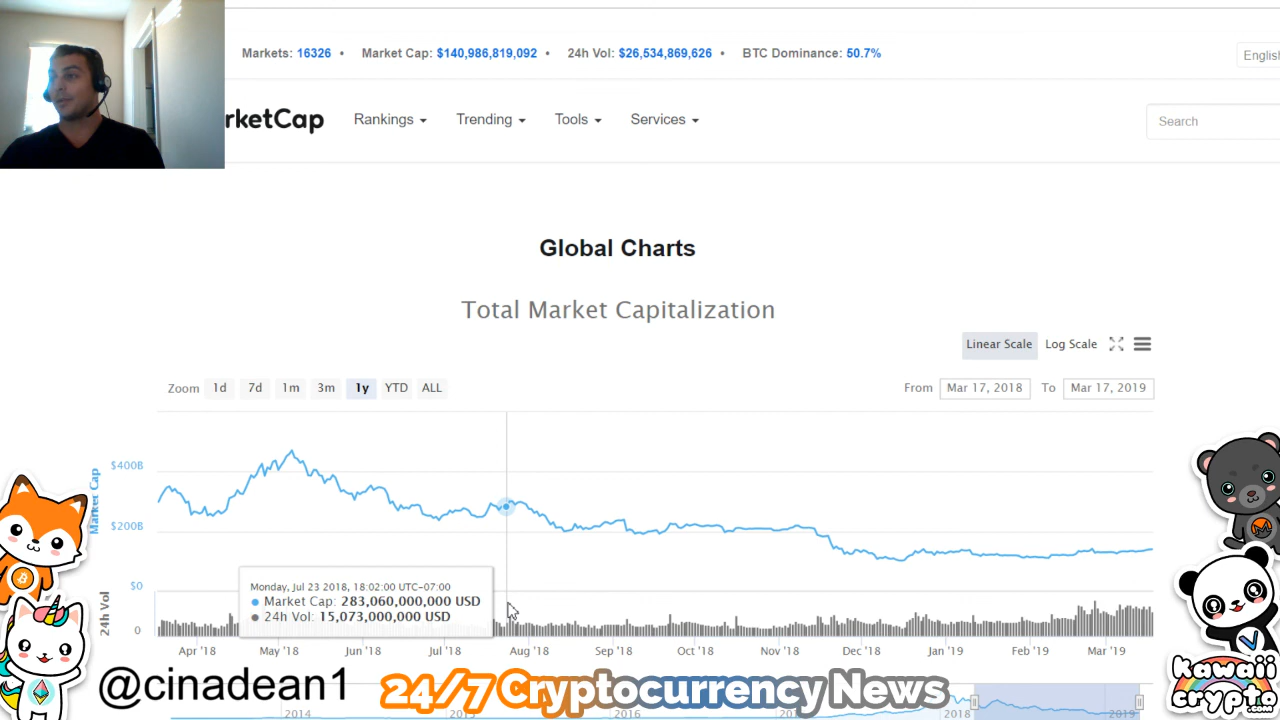 Markets: 16326 • Market Cap: $140,986,819,092 • 24h Vol: $26,534,869,626 • BTC Dominance: 50.7%
English
rketCap Rankings Trending Tools Services
Search
Global Charts
Total Market Capitalization
Linear Scale Log Scale
Zoom 1d 7d 1m 3m 1y YTD ALL From Mar 17, 2018 To Mar 17, 2019
Market Cap
$400B
$200B
$0
24h Vol
0
Monday, Jul 23 2018, 18:02:00 UTC-07:00
Market Cap: 283,060,000,000 USD
24h Vol: 15,073,000,000 USD
Apr '18 May '18 Jun '18 Jul '18 Aug '18 Sep '18 Oct '18 Nov '18 Dec '18 Jan '19 Feb '19 Mar '19
@cinadean1
24/7 Cryptocurrency News
kawaii
crypto
.com
2014 2015 2016 2018 2019